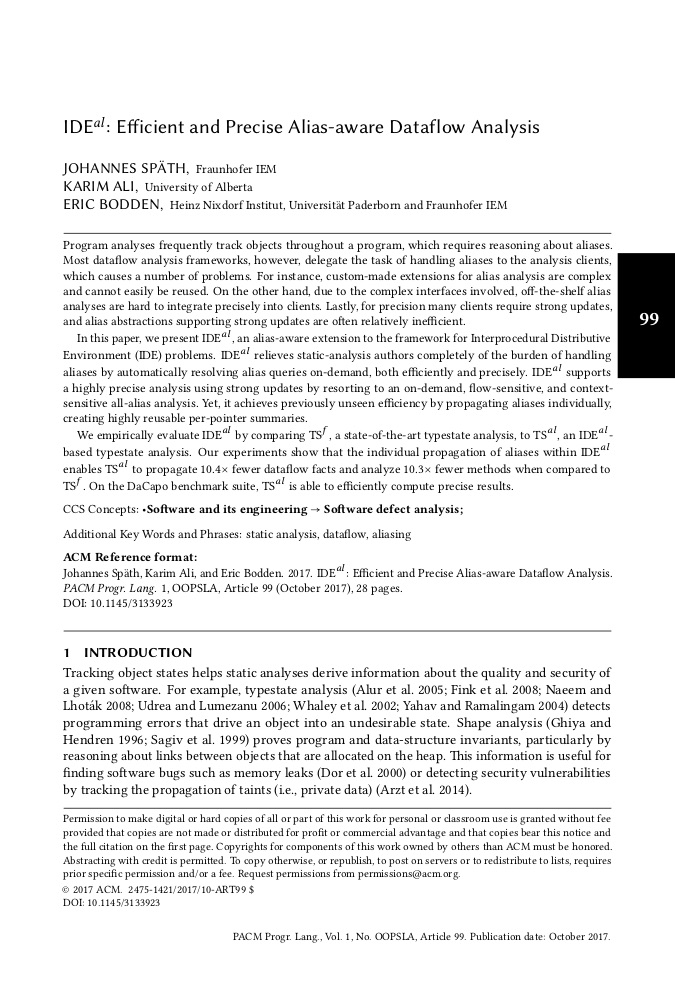 IDEal: Efficient and Precise Alias-aware Dataflow Analysis
JOHANNES SPÄTH, Fraunhofer IEM
KARIM ALI, University of Alberta
ERIC BODDEN, Heinz Nixdorf Institut, Universität Paderborn and Fraunhofer IEM
Program analyses frequently track objects throughout a program, which requires reasoning about aliases.
Most dataflow analysis frameworks, however, delegate the task of handling aliases to the analysis clients,
which causes a number of problems. For instance, custom-made extensions for alias analysis are complex
and cannot easily be reused. On the other hand, due to the complex interfaces involved, off-the-shelf alias
analyses are hard to integrate precisely into clients. Lastly, for precision many clients require strong updates,
and alias abstractions supporting strong updates are often relatively inefficient.
In this paper, we present IDEal, an alias-aware extension to the framework for Interprocedural Distributive
Environment (IDE) problems. IDEal relieves static-analysis authors completely of the burden of handling
aliases by automatically resolving alias queries on-demand, both efficiently and precisely. IDEal supports
a highly precise analysis using strong updates by resorting to an on-demand, flow-sensitive, and context-
sensitive all-alias analysis. Yet, it achieves previously unseen efficiency by propagating aliases individually,
creating highly reusable per-pointer summaries.
We empirically evaluate IDEal by comparing TSf, a state-of-the-art typestate analysis, to TSal, an IDEal-
based typestate analysis. Our experiments show that the individual propagation of aliases within IDEal
enables TSal to propagate 10.4× fewer dataflow facts and analyze 10.3× fewer methods when compared to
TSf. On the DaCapo benchmark suite, TSal is able to efficiently compute precise results.
99
CCS Concepts: •Software and its engineering → Software defect analysis;
Additional Key Words and Phrases: static analysis, dataflow, aliasing
ACM Reference format:
Johannes Späth, Karim Ali, and Eric Bodden. 2017. IDEal: Efficient and Precise Alias-aware Dataflow Analysis.
PACM Progr. Lang. 1, OOPSLA, Article 99 (October 2017), 28 pages.
DOI: 10.1145/3133923
1 INTRODUCTION
Tracking object states helps static analyses derive information about the quality and security of
a given software. For example, typestate analysis (Alur et al. 2005; Fink et al. 2008; Naeem and
Lhoták 2008; Udrea and Lumezanu 2006; Whaley et al. 2002; Yahav and Ramalingam 2004) detects
programming errors that drive an object into an undesirable state. Shape analysis (Ghiya and
Hendren 1996; Sagiv et al. 1999) proves program and data-structure invariants, particularly by
reasoning about links between objects that are allocated on the heap. This information is useful for
finding software bugs such as memory leaks (Dor et al. 2000) or detecting security vulnerabilities
by tracking the propagation of taints (i.e., private data) (Arzt et al. 2014).
Permission to make digital or hard copies of all or part of this work for personal or classroom use is granted without fee
provided that copies are not made or distributed for profit or commercial advantage and that copies bear this notice and
the full citation on the first page. Copyrights for components of this work owned by others than ACM must be honored.
Abstracting with credit is permitted. To copy otherwise, or republish, to post on servers or to redistribute to lists, requires
prior specific permission and/or a fee. Request permissions from permissions@acm.org.
© 2017 ACM. 2475-1421/2017/10-ART99 $
DOI: 10.1145/3133923
PACM Progr. Lang., Vol. 1, No. OOPSLA, Article 99. Publication date: October 2017.